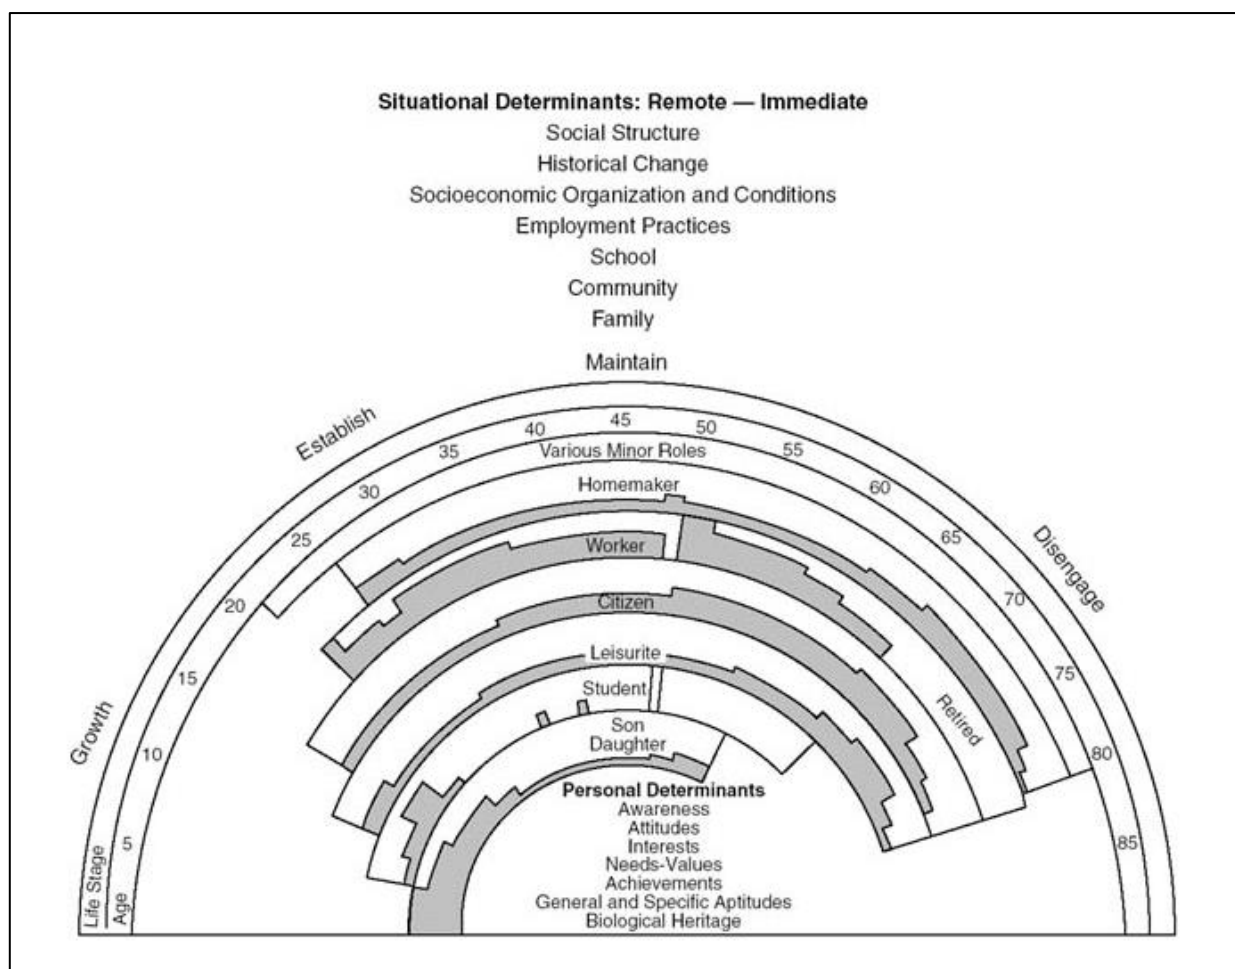 Situational Determinants: Remote — Immediate
Social Structure
Historical Change
Socioeconomic Organization and Conditions
Employment Practices
School
Community
Family
Maintain
Establish
Growth
Disengage
Life Stage
Age
5
10
15
20
25
30
35
40
45
50
55
60
65
70
75
80
85
Various Minor Roles
Homemaker
Worker
Citizen
Leisurite
Student
Son
Daughter
Retired
Personal Determinants
Awareness
Attitudes
Interests
Needs-Values
Achievements
General and Specific Aptitudes
Biological Heritage